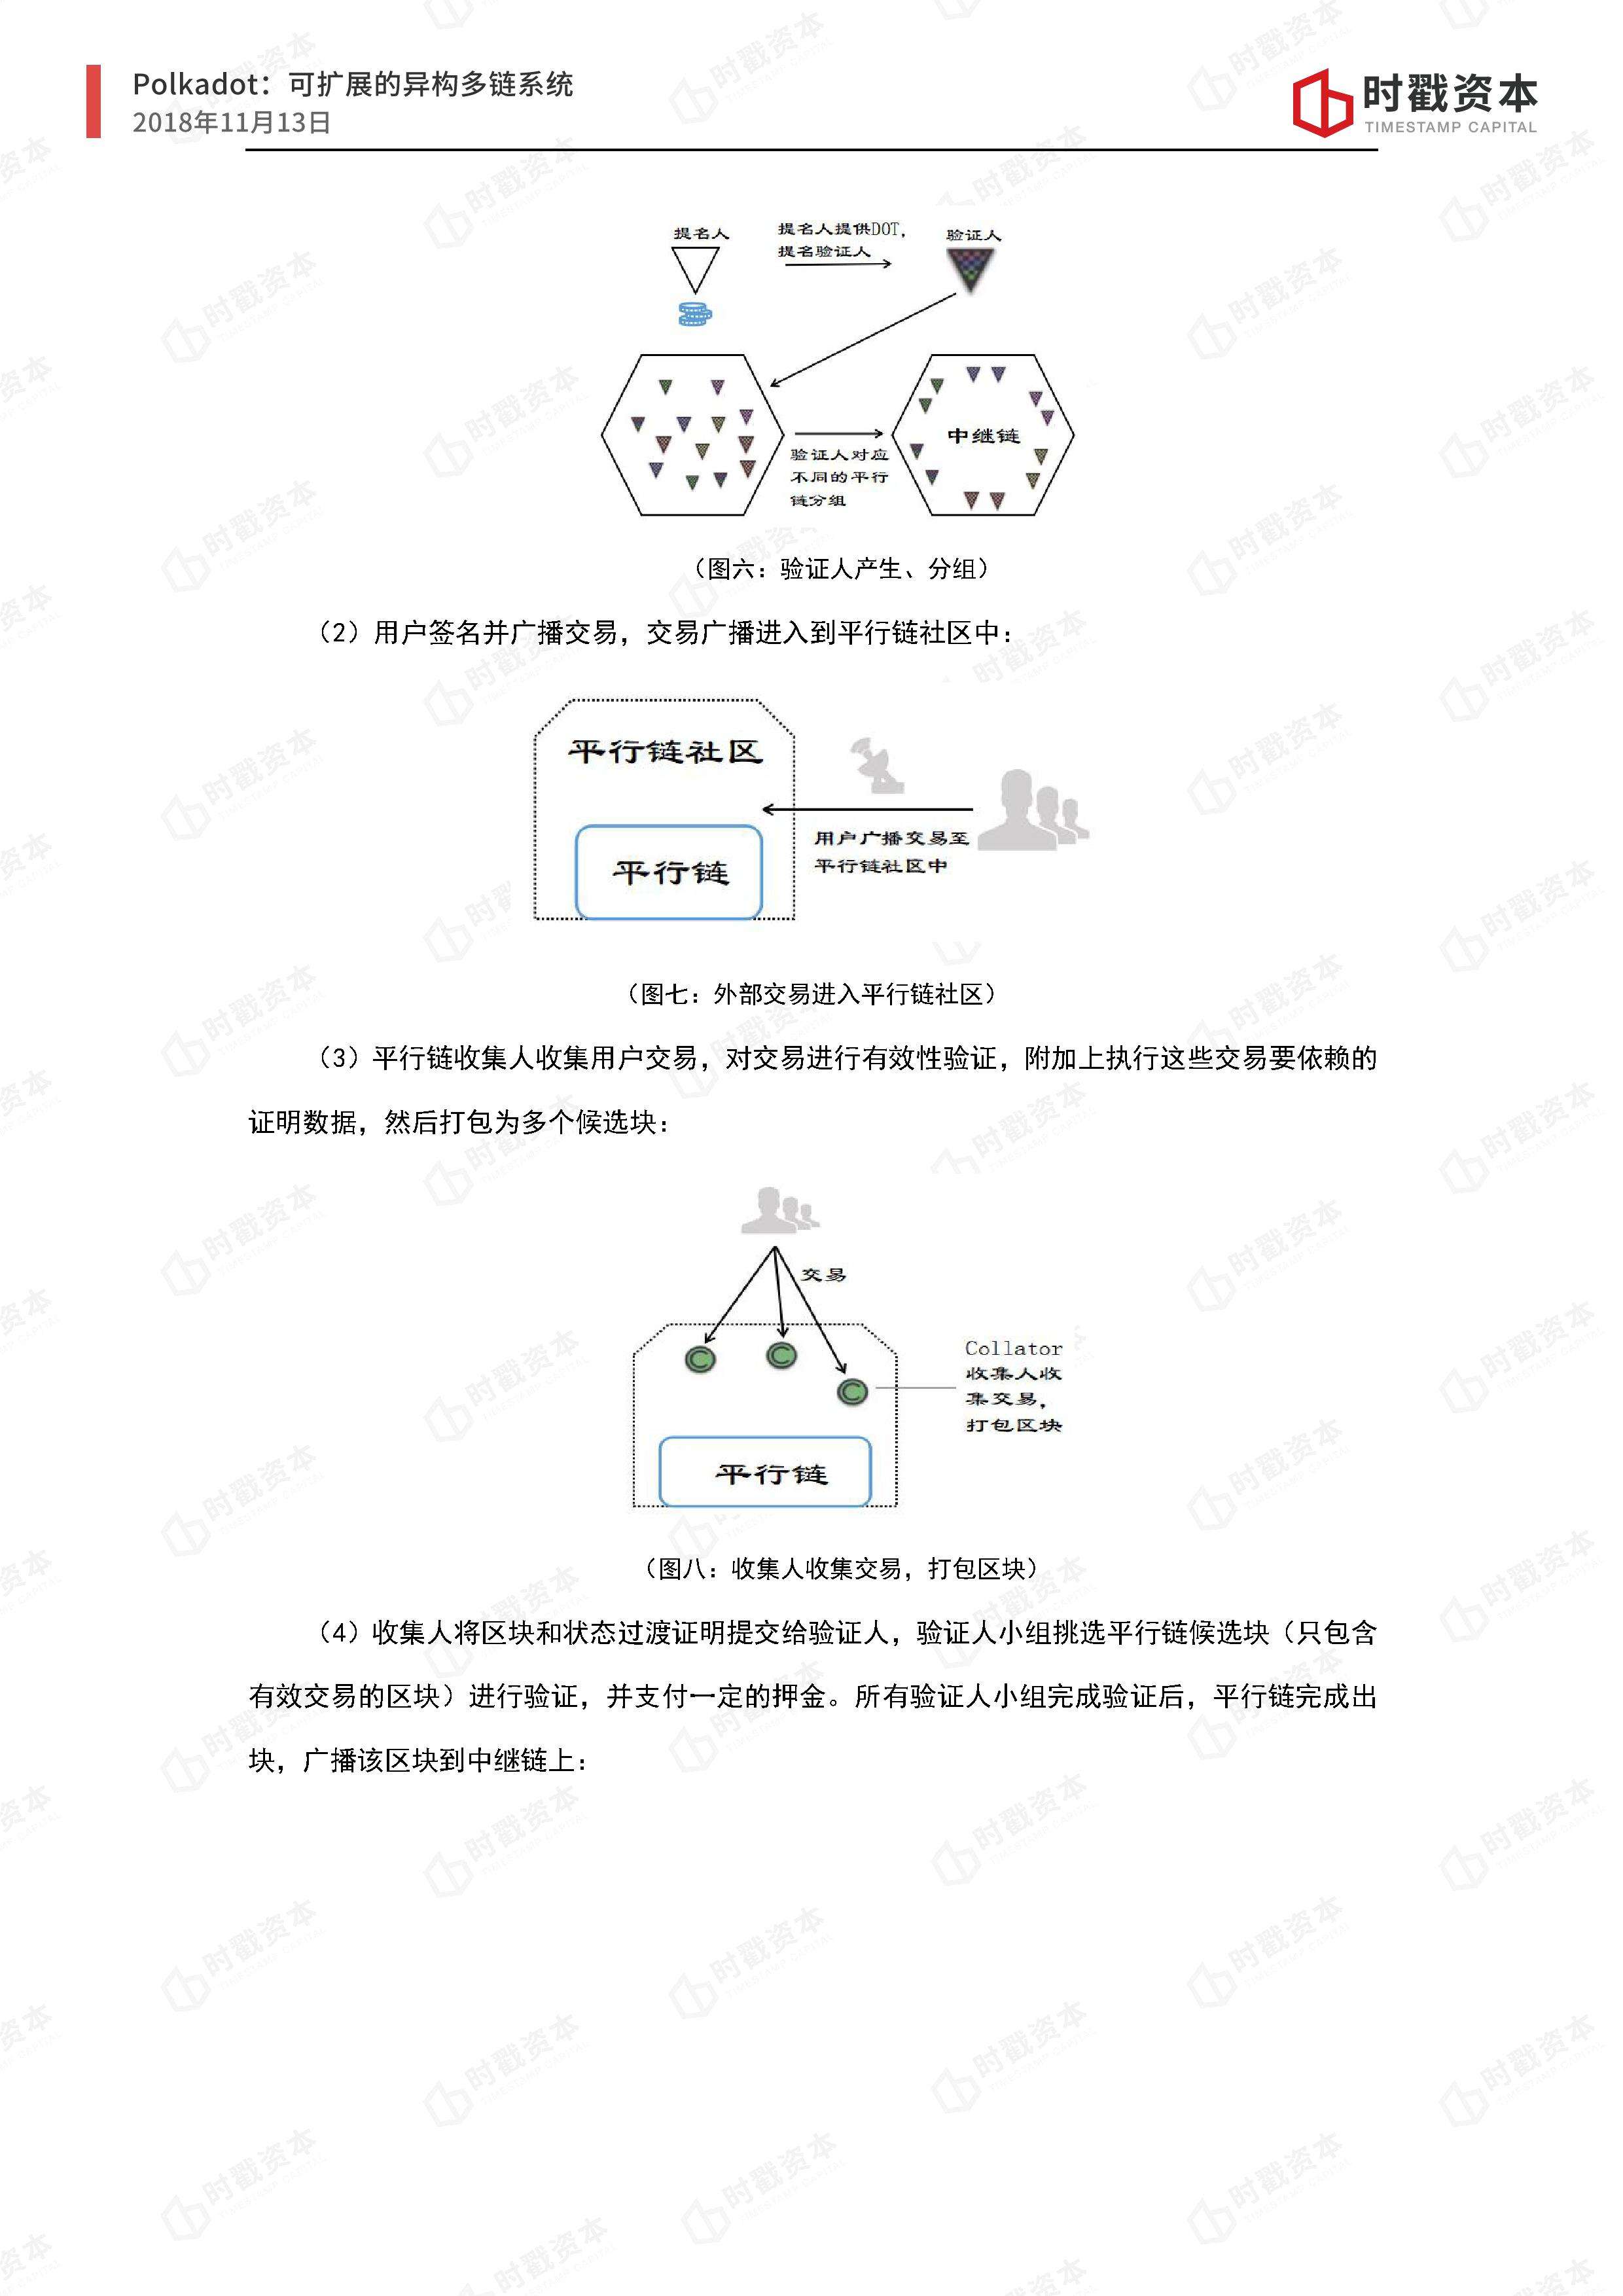 Polkadot：可扩展的异构多链系统
2018年11月13日
时戳资本
TIMESTAMP CAPITAL
提名人
提名人提供DOT，
提名验证人
验证人
中继链
验证人对应
不同的平行
链分组
（图六：验证人产生、分组）
（2）用户签名并广播交易，交易广播进入到平行链社区中：
平行链社区
平行链
用户广播交易至
平行链社区中
（图七：外部交易进入平行链社区）
（3）平行链收集人收集用户交易，对交易进行有效性验证，附加上执行这些交易要依赖的
证明数据，然后打包为多个候选块：
交易
C
C
C
Collator
收集人收
集交易，
打包区块
平行链
（图八：收集人收集交易，打包区块）
（4）收集人将区块和状态过渡证明提交给验证人，验证人小组挑选平行链候选块（只包含
有效交易的区块）进行验证，并支付一定的押金。所有验证人小组完成验证后，平行链完成出
块，广播该区块到中继链上：